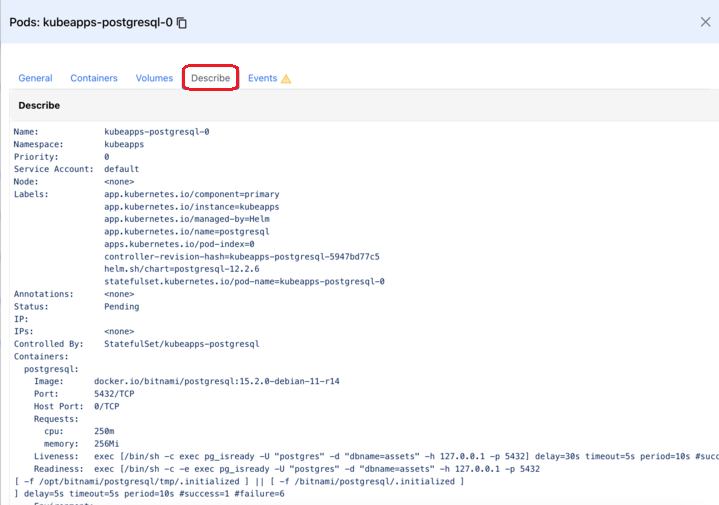 Pods: kubeapps-postgresql-0
General Containers Volumes Describe Events
Describe
Name: kubeapps-postgresql-0
Namespace: kubeapps
Priority: 0
Service Account: default
Node: <none>
Labels: app.kubernetes.io/component=primary
app.kubernetes.io/instance=kubeapps
app.kubernetes.io/managed-by=Helm
app.kubernetes.io/name=postgresql
apps.kubernetes.io/pod-index=0
controller-revision-hash=kubeapps-postgresql-5947bd77c5
helm.sh/chart=postgresql-12.2.6
statefulset.kubernetes.io/pod-name=kubeapps-postgresql-0
Annotations: <none>
Status: Pending
IP:
IPs: <none>
Controlled By: StatefulSet/kubeapps-postgresql
Containers:
postgresql:
Image: docker.io/bitnami/postgresql:15.2.0-debian-11-r14
Port: 5432/TCP
Host Port: 0/TCP
Requests:
cpu: 250m
memory: 256Mi
Liveness: exec [/bin/sh -c exec pg_isready -U "postgres" -d "dbname=assets" -h 127.0.0.1 -p 5432] delay=30s timeout=5s period=10s #succ
Readiness: exec [/bin/sh -c -e exec pg_isready -U "postgres" -d "dbname=assets" -h 127.0.0.1 -p 5432
[ -f /opt/bitnami/postgresql/tmp/.initialized ] || [ -f /bitnami/postgresql/.initialized ]
] delay=5s timeout=5s period=10s #success=1 #failure=6